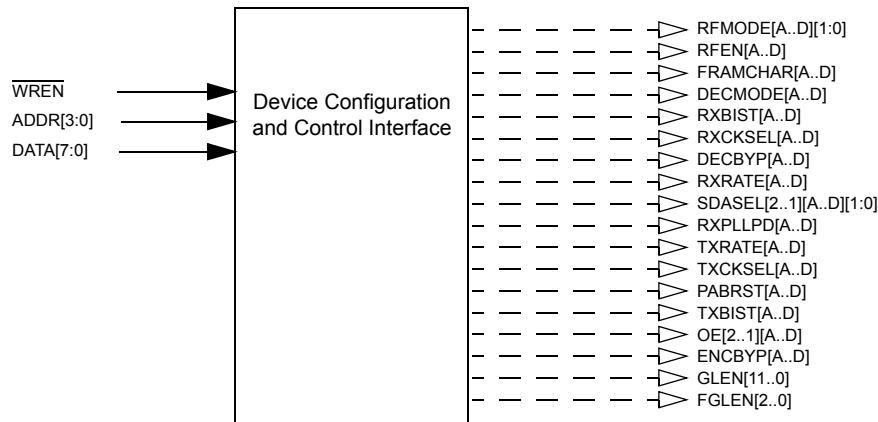 WREN
ADDR[3:0]
DATA[7:0]
Device Configuration
and Control Interface
RFMODE[A..D][1:0]
RFEN[A..D]
FRAMCHAR[A..D]
DECMODE[A..D]
RXBIST[A..D]
RXCKSEL[A..D]
DECBYP[A..D]
RXRATE[A..D]
SDASEL[2..1][A..D][1:0]
RXPLLPD[A..D]
TXRATE[A..D]
TXCKSEL[A..D]
PABRST[A..D]
TXBIST[A..D]
OE[2..1][A..D]
ENCBYP[A..D]
GLEN[11..0]
FGLEN[2..0]